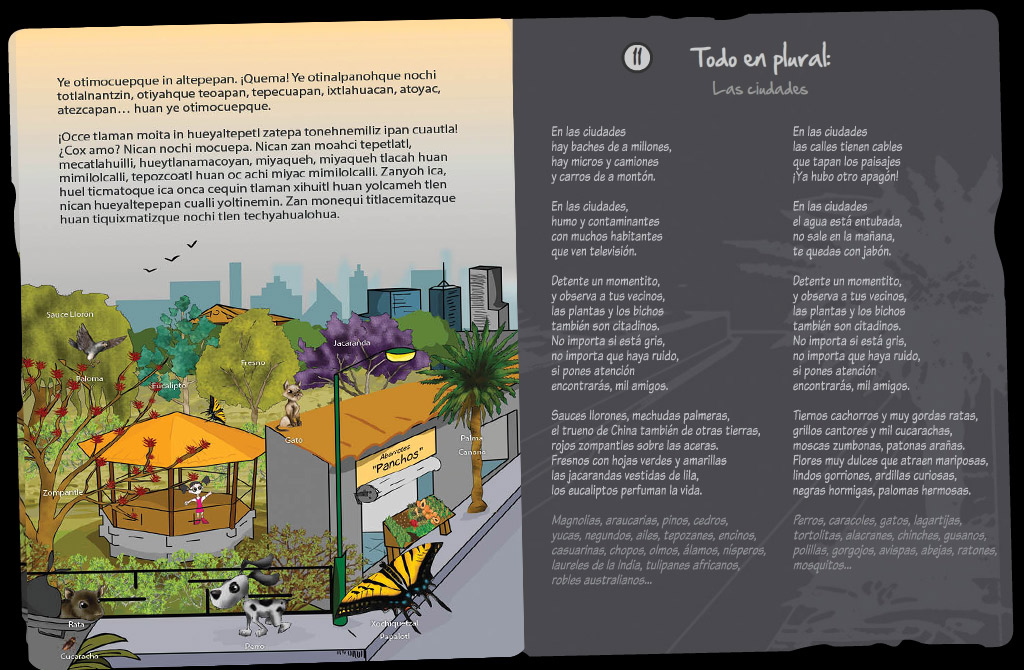 Ye otimocuepque in altepepan. ¡Quema! Ye otinalpanohque nochi
totlalnantzin, otiyahque teoapan, tepecuapan, ixtlahuacan, atoyac,
atezcapan… huan ye otimocuepque.
¡Occe tlaman moita in hueyaltepetl zatepa tonehnemiliz ipan cuautla!
¿Cox amo? Nican nochi mocuepa. Nican zan moahci tepetlatl,
mecatlahuilli, hueytlanamacoyan, miyaqueh, miyaqueh tlacah huan
mimilolcalli, tepozcoatl huan oc achi miyac mimilolcalli. Zanyoh ica,
huel ticmatoque ica onca cequin tlaman xihuitl huan yolcameh tlen
nican hueyaltepepan cualli yoltinemin. Zan monequi titlacemitazque
huan tiquixmatizque nochi tlen techyahualohua.
Sauce Lloron
Paloma
Eucalipto
Fresno
Jacaranda
Gato
Palma
Canaria
Abarrotes
"Panchos"
Zompantle
Rata
Cucaracha
Perro
Xochiquetzal
Papalotl
Todo en plural:
Las ciudades
En las ciudades
hay baches de a millones,
hay micros y camiones
y carros de a montón.
En las ciudades,
humo y contaminantes
con muchos habitantes
que ven televisión.
Detente un momentito,
y observa a tus vecinos,
las plantas y los bichos
también son citadinos.
No importa si está gris,
no importa que haya ruido,
si pones atención
encontrarás, mil amigos.
Sauces llorones, mechudas palmeras,
el trueno de China también de otras tierras,
rojos zompantles sobre las aceras.
Fresnos con hojas verdes y amarillas
las jacarandas vestidas de lila,
los eucaliptos perfuman la vida.
Magnolias, araucarias, pinos, cedros,
yucas, negundos, ailes, tepozanes, encinos,
casuarinas, chopos, olmos, álamos, nísperos,
laureles de la India, tulipanes africanos,
robles australianos...
En las ciudades
las calles tienen cables
que tapan los paisajes
¡Ya hubo otro apagón!
En las ciudades
el agua está entubada,
no sale en la mañana,
te quedas con jabón.
Detente un momentito,
y observa a tus vecinos,
las plantas y los bichos
también son citadinos.
No importa si está gris,
no importa que haya ruido,
si pones atención
encontrarás, mil amigos.
Tiernos cachorros y muy gordas ratas,
grillos cantores y mil cucarachas,
moscas zumbonas, patonas arañas.
Flores muy dulces que atraen mariposas,
lindos gorriones, ardillas curiosas,
negras hormigas, palomas hermosas.
Perros, caracoles, gatos, lagartijas,
tortolitas, alacranes, chinches, gusanos,
polillas, gorgojos, avispas, abejas, ratones,
mosquitos...